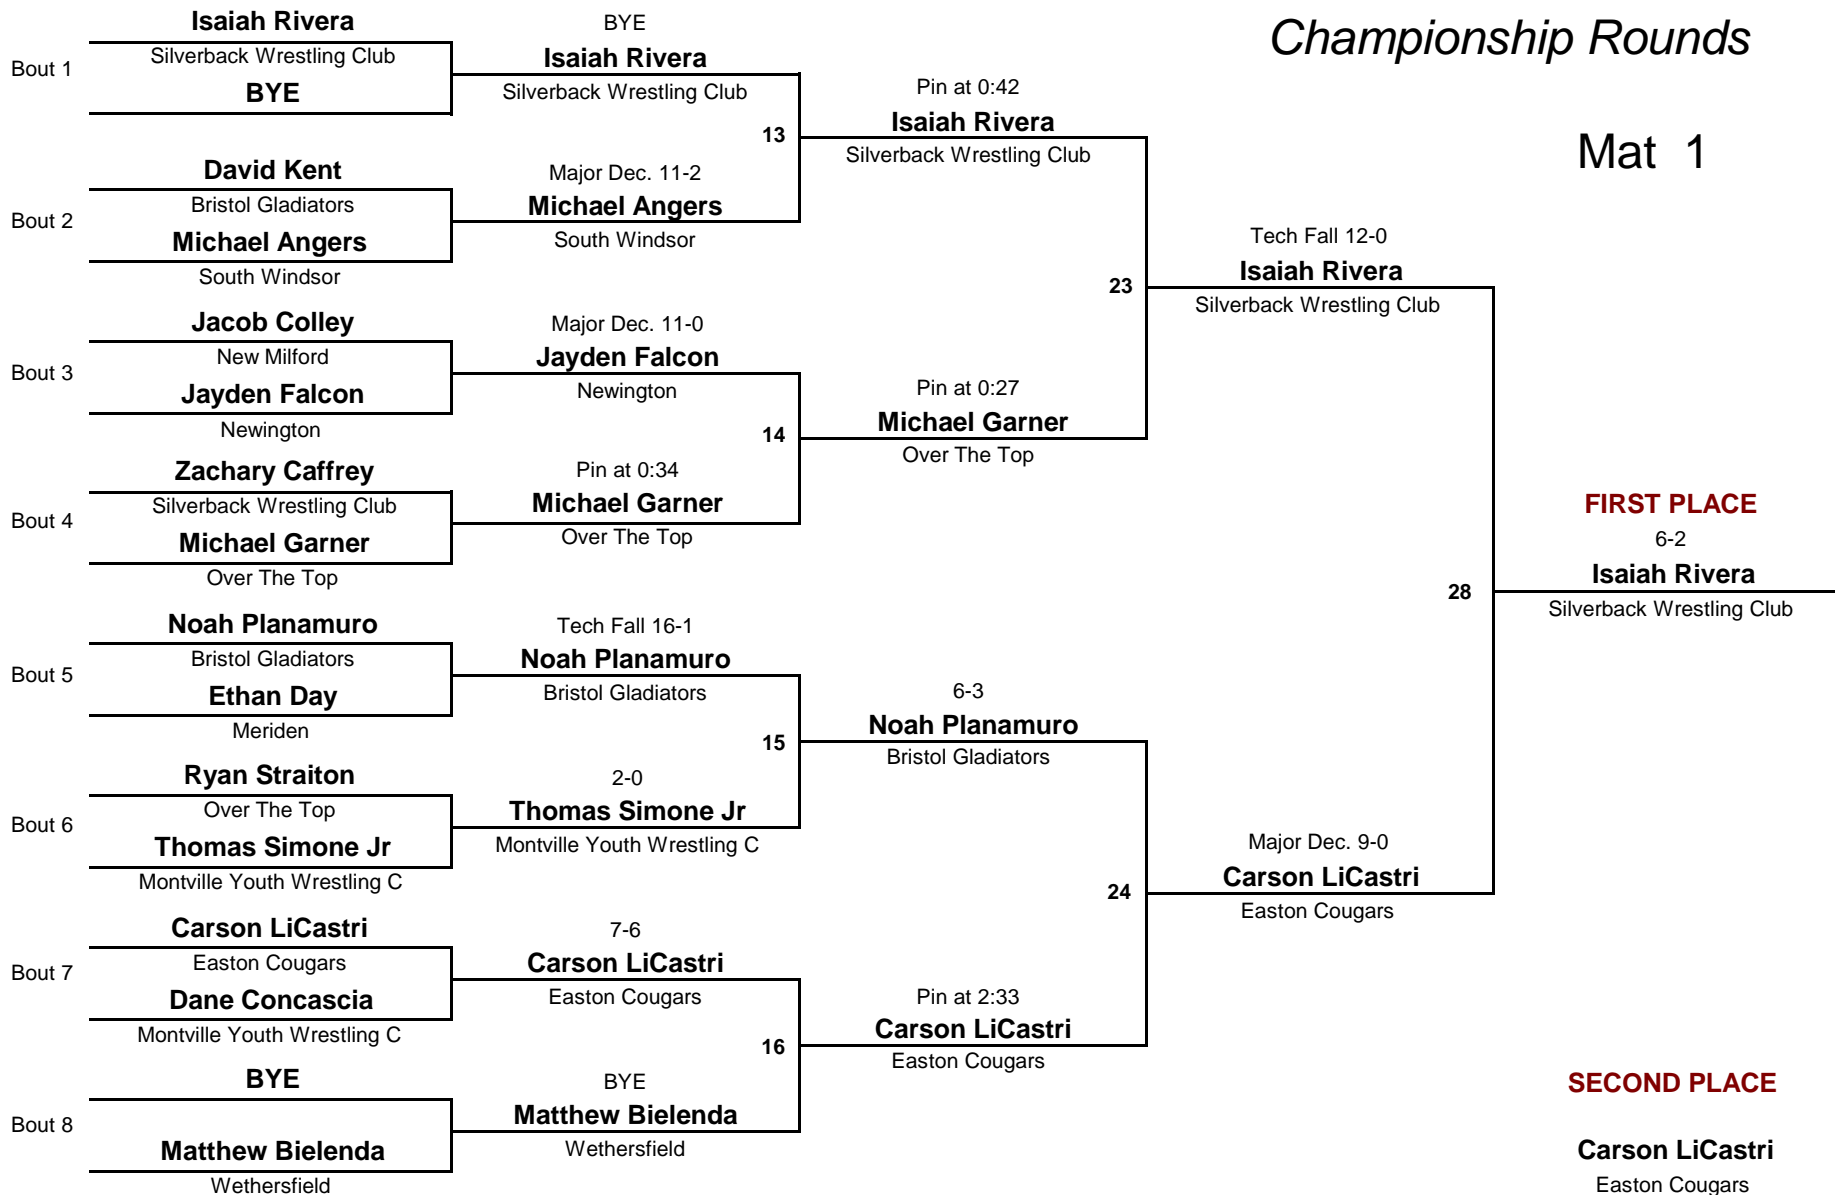 Championship Rounds
Mat 1
Isaiah Rivera
Silverback Wrestling Club
Bout 1
BYE
David Kent
Bristol Gladiators
Bout 2
Michael Angers
South Windsor
Jacob Colley
New Milford
Bout 3
Jayden Falcon
Newington
Zachary Caffrey
Silverback Wrestling Club
Bout 4
Michael Garner
Over The Top
Noah Planamuro
Bristol Gladiators
Bout 5
Ethan Day
Meriden
Ryan Straiton
Over The Top
Bout 6
Thomas Simone Jr
Montville Youth Wrestling C
Carson LiCastri
Easton Cougars
Bout 7
Dane Concascia
Montville Youth Wrestling C
BYE
Bout 8
Matthew Bielenda
Wethersfield
BYE
Isaiah Rivera
Silverback Wrestling Club
13
Major Dec. 11-2
Michael Angers
South Windsor
Major Dec. 11-0
Jayden Falcon
Newington
14
Pin at 0:34
Michael Garner
Over The Top
Tech Fall 16-1
Noah Planamuro
Bristol Gladiators
15
2-0
Thomas Simone Jr
Montville Youth Wrestling C
7-6
Carson LiCastri
Easton Cougars
16
BYE
Matthew Bielenda
Wethersfield
Pin at 0:42
Isaiah Rivera
Silverback Wrestling Club
23
Pin at 0:27
Michael Garner
Over The Top
6-3
Noah Planamuro
Bristol Gladiators
24
Pin at 2:33
Carson LiCastri
Easton Cougars
Tech Fall 12-0
Isaiah Rivera
Silverback Wrestling Club
28
Major Dec. 9-0
Carson LiCastri
Easton Cougars
FIRST PLACE
6-2
Isaiah Rivera
Silverback Wrestling Club
SECOND PLACE
Carson LiCastri
Easton Cougars